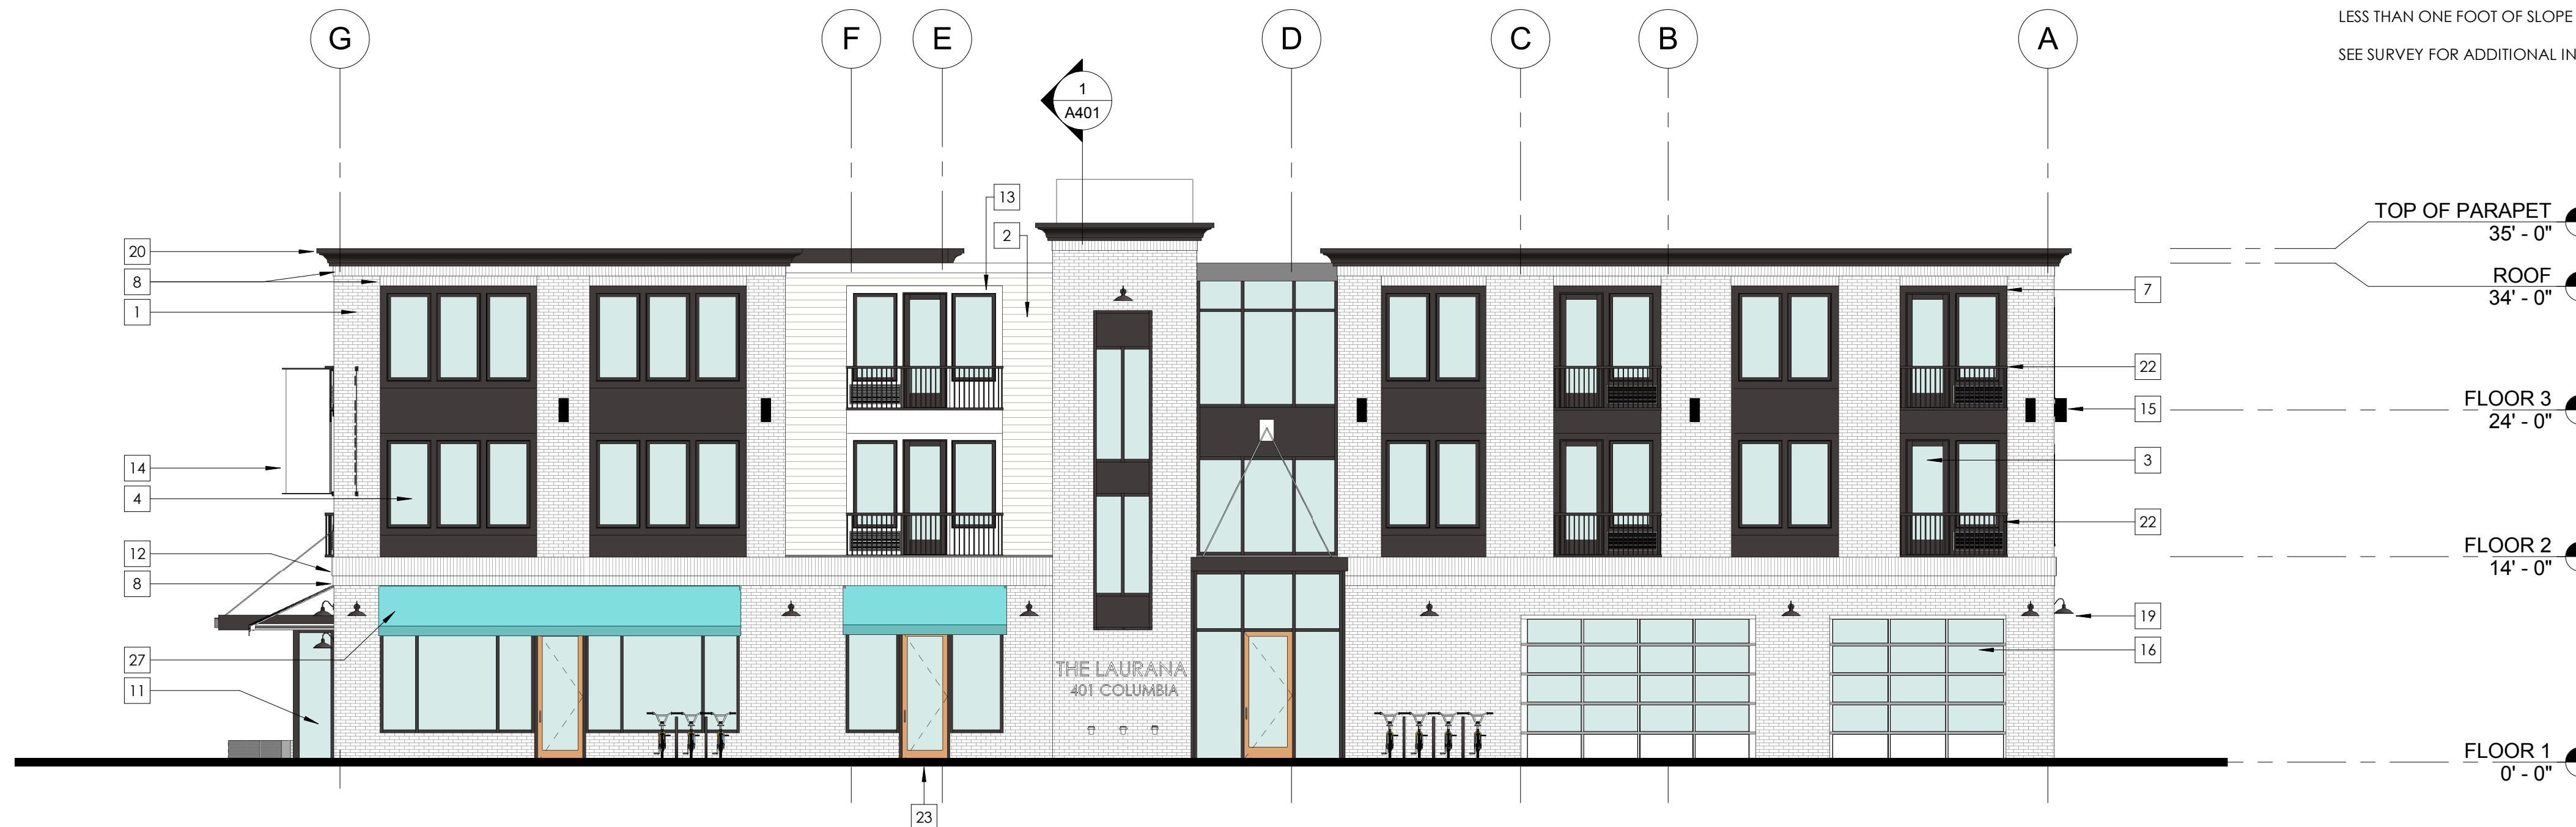 LESS THAN ONE FOOT OF SLOPE
SEE SURVEY FOR ADDITIONAL IN
G
F
E
D
C
B
A
1
A401
13
2
20
8
1
14
4
12
8
27
11
23
7
22
15
3
22
19
16
THE LAURANA
401 COLUMBIA
TOP OF PARAPET
35' - 0"
ROOF
34' - 0"
FLOOR 3
24' - 0"
FLOOR 2
14' - 0"
FLOOR 1
0' - 0"